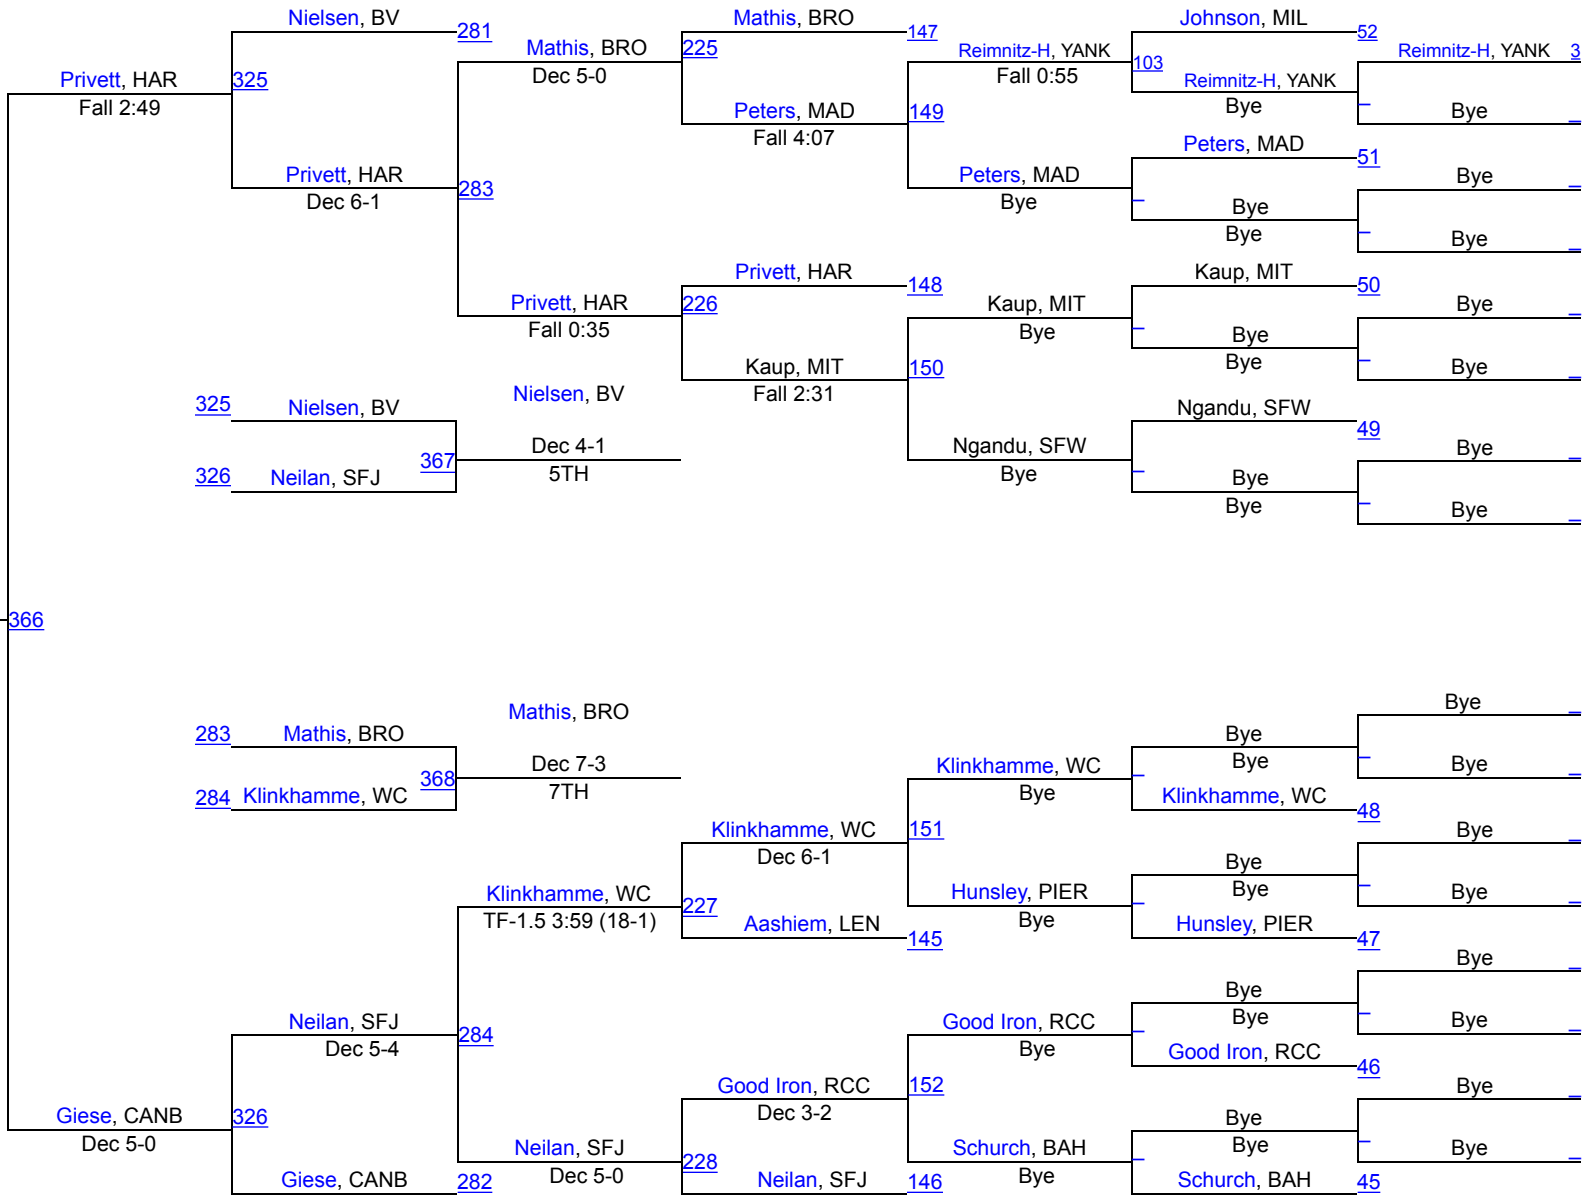 Nielsen, BV
281
Mathis, BRO
147
Johnson, MIL
52
Mathis, BRO
Dec 5-0
225
Reimnitz-H, YANK
Fall 0:55
103
Reimnitz-H, YANK
3
Privett, HAR
Fall 2:49
325
Reimnitz-H, YANK
Bye
Bye
Peters, MAD
Fall 4:07
149
Peters, MAD
51
Privett, HAR
Dec 6-1
283
Peters, MAD
Bye
Bye
Bye
Bye
Bye
Privett, HAR
148
Kaup, MIT
50
Privett, HAR
Fall 0:35
226
Kaup, MIT
Bye
Bye
Bye
Bye
Kaup, MIT
Fall 2:31
150
Bye
325
Nielsen, BV
Nielsen, BV
Ngandu, SFW
49
Dec 4-1
5TH
367
Ngandu, SFW
Bye
Bye
326
Neilan, SFJ
Bye
Bye
Bye
366
Bye
283
Mathis, BRO
Mathis, BRO
Bye
Bye
Dec 7-3
7TH
368
Klinkhamme, WC
Bye
Bye
284
Klinkhamme, WC
Klinkhamme, WC
48
Klinkhamme, WC
Dec 6-1
151
Bye
Bye
Bye
Klinkhamme, WC
TF-1.5 3:59 (18-1)
227
Hunsley, PIER
Bye
Bye
Aashiem, LEN
145
Hunsley, PIER
47
Bye
Bye
Bye
Neilan, SFJ
Dec 5-4
284
Good Iron, RCC
Bye
Bye
Good Iron, RCC
46
Good Iron, RCC
Dec 3-2
152
Bye
Giese, CANB
Dec 5-0
326
Bye
Bye
Neilan, SFJ
Dec 5-0
228
Schurch, BAH
Bye
Bye
Giese, CANB
282
Neilan, SFJ
146
Schurch, BAH
45